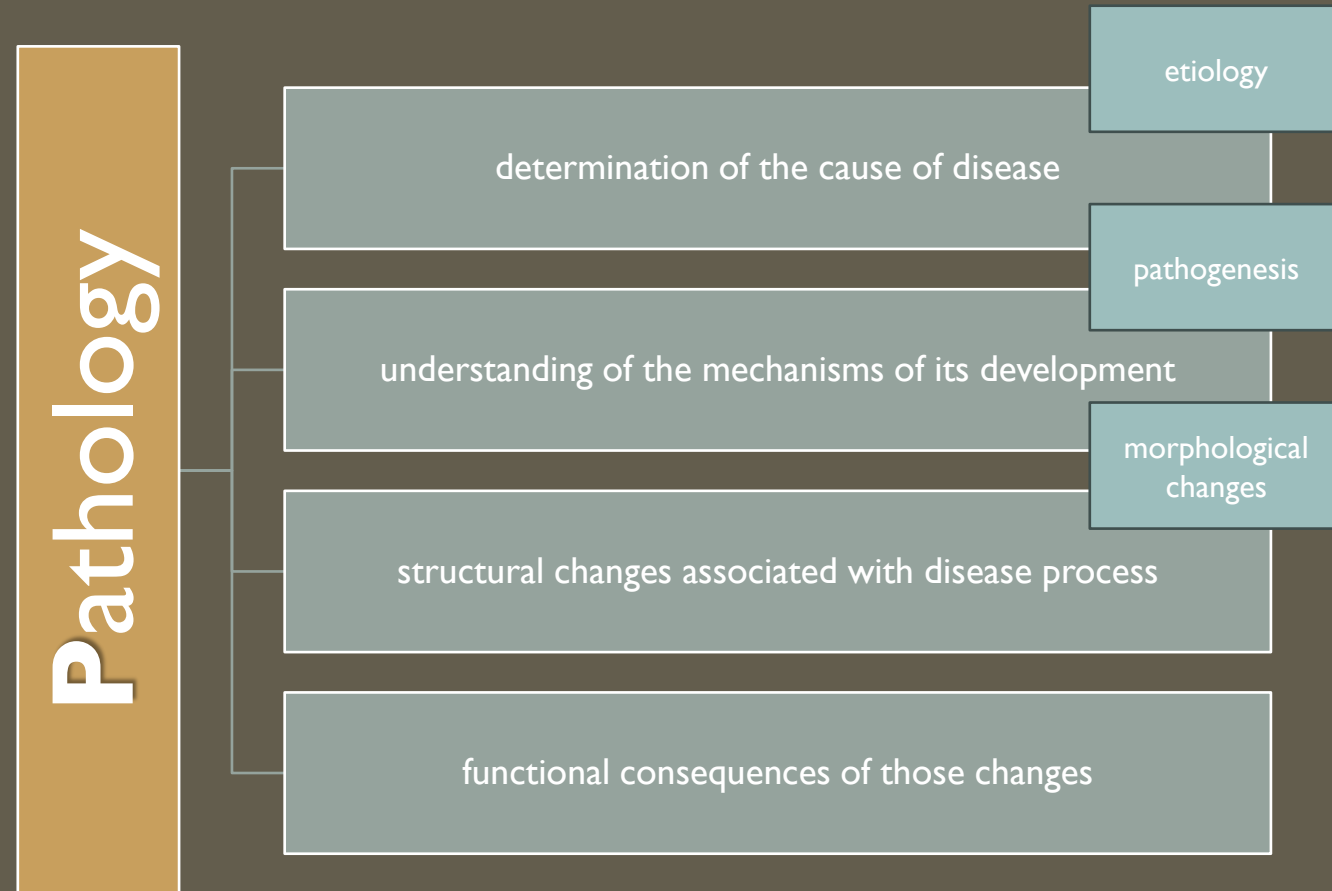 Pathology
etiology
determination of the cause of disease
pathogenesis
understanding of the mechanisms of its development
morphological
changes
structural changes associated with disease process
functional consequences of those changes